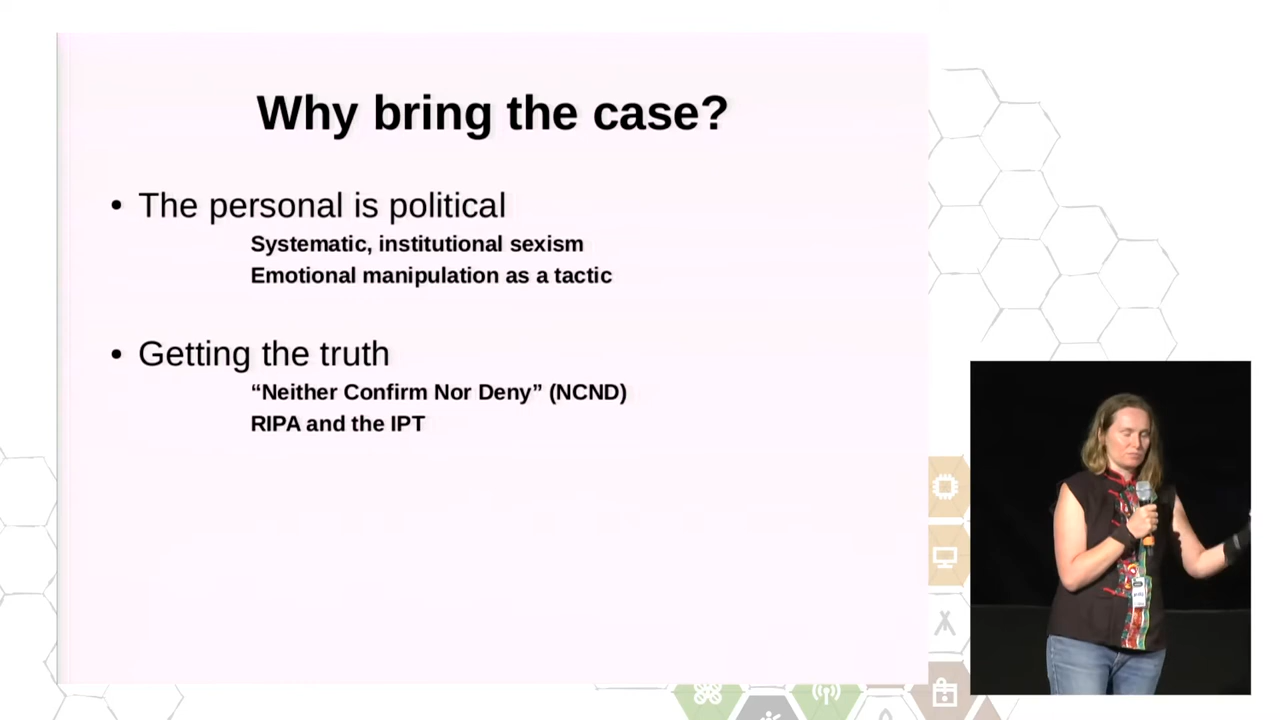 Why bring the case?
• The personal is political
Systematic, institutional sexism
Emotional manipulation as a tactic
• Getting the truth
“Neither Confirm Nor Deny” (NCND)
RIPA and the IPT